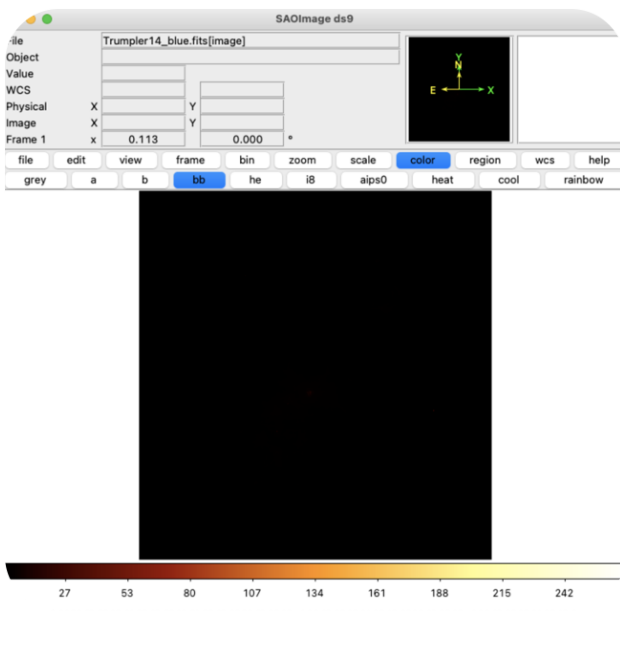 SAOImage ds9
File Trumpler14_blue.fits[image]
Object
Value
WCS
Physical X Y
Image X Y
Frame 1 x 0.113 0.000 °
Y
N
E X
file edit view frame bin zoom scale color region wcs help
grey a b bb he i8 aips0 heat cool rainbow
27 53 80 107 134 161 188 215 242